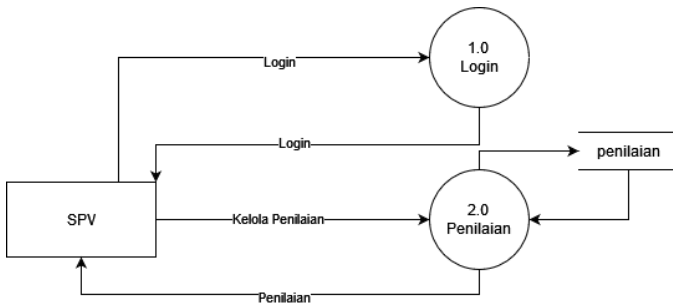 1.0
Login
Login
Login
penilaian
SPV
Kelola Penilaian
2.0
Penilaian
Penilaian